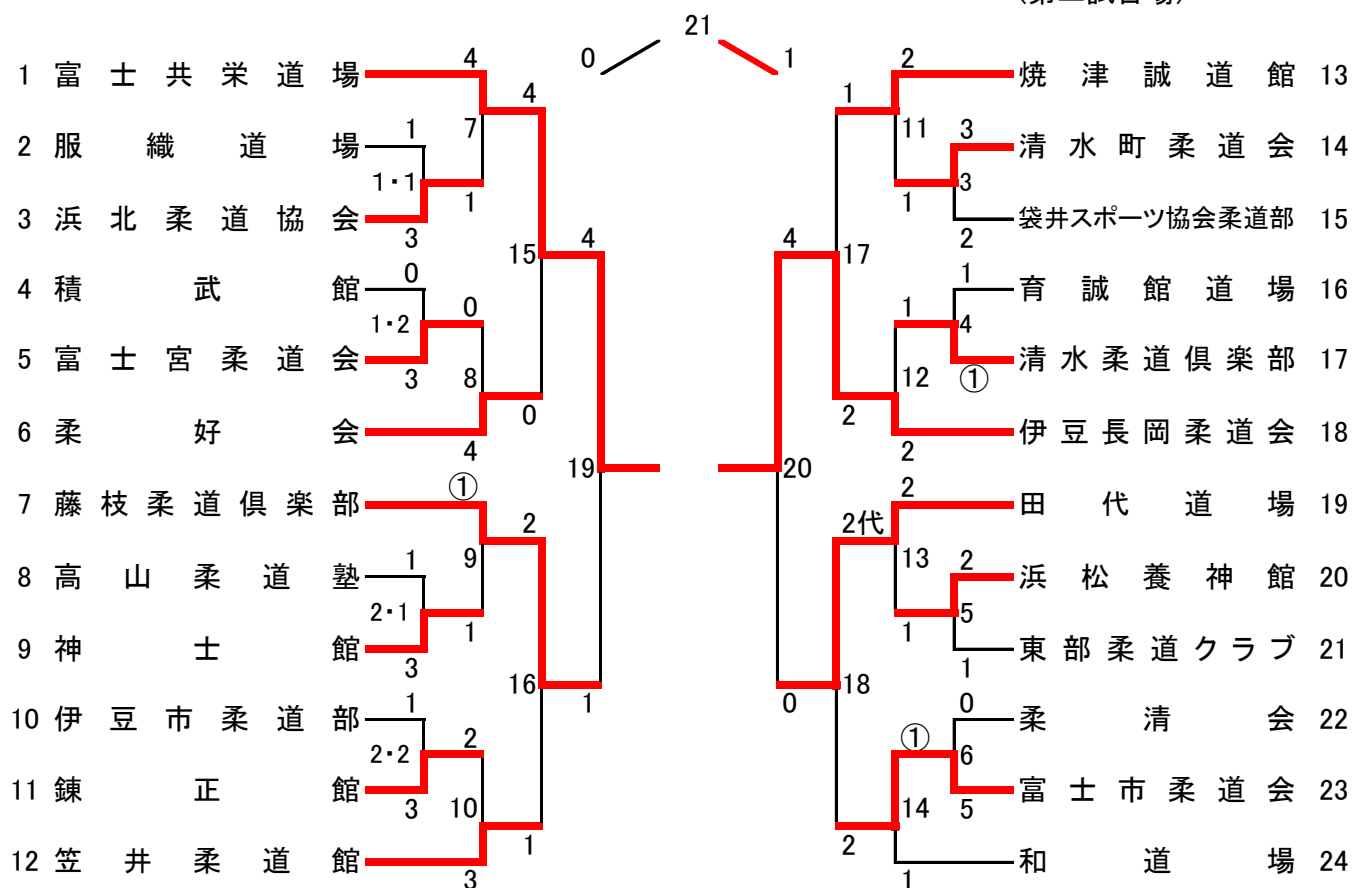 21
0
1
1 富士共栄道場
4
4
7
2 服織道場
1
1・1
1
3 浜北柔道協会
3
15
4
4 積武館
0
0
1・2
5 富士宮柔道会
3
8
0
6 柔好会
4
19
7 藤枝柔道倶楽部
①
2
9
8 高山柔道塾
1
2・1
1
9 神士館
3
16
1
10 伊豆市柔道部
1
2
2・2
11 錬正館
3
10
1
12 笠井柔道館
3
2
焼津誠道館 13
1
11
3
清水町柔道会 14
3
1
袋井スポーツ協会柔道部 15
2
4
17
1
育誠館道場 16
1
4
清水柔道倶楽部 17
12
①
2
伊豆長岡柔道会 18
2
20
2
田代道場 19
2代
13
2
浜松養神館 20
5
1
東部柔道クラブ 21
1
18
0
0
柔清会 22
①
6
富士市柔道会 23
14
5
2
和道場 24
1